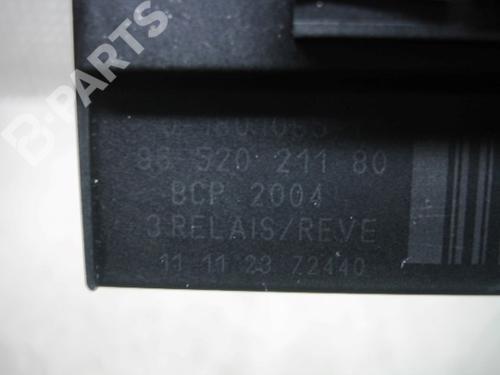 B-PARTS
96 520 211 80
BCP 2004
3 RELAIS/REVE
11 11 23 72440